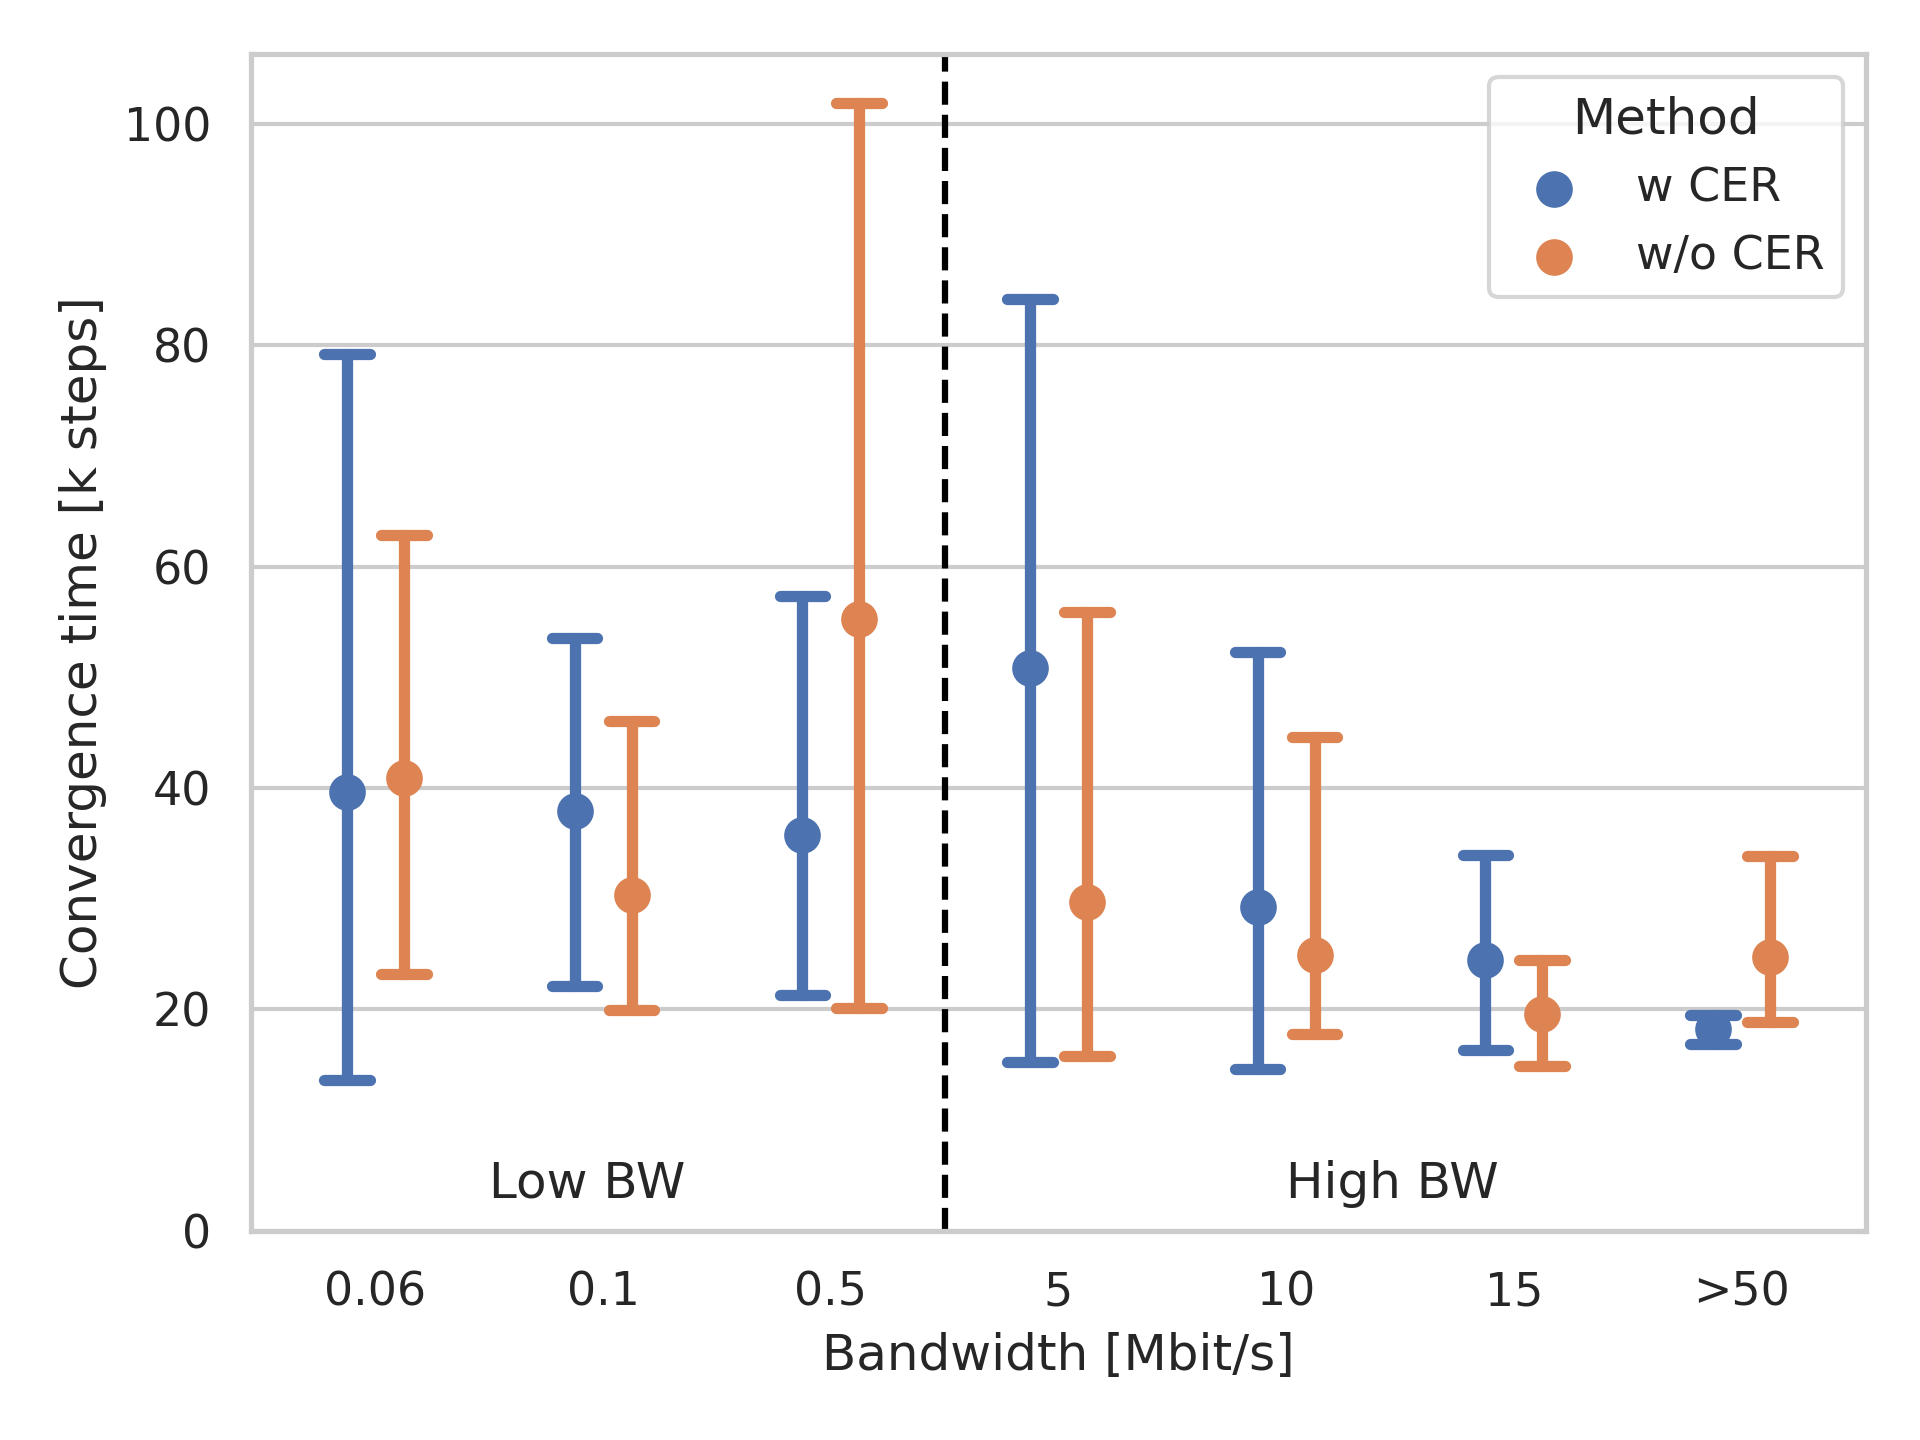 Method
w CER
w/o CER
Convergence time [k steps]
100
80
60
40
20
0
Low BW
High BW
0.06
0.1
0.5
5
10
15
>50
Bandwidth [Mbit/s]